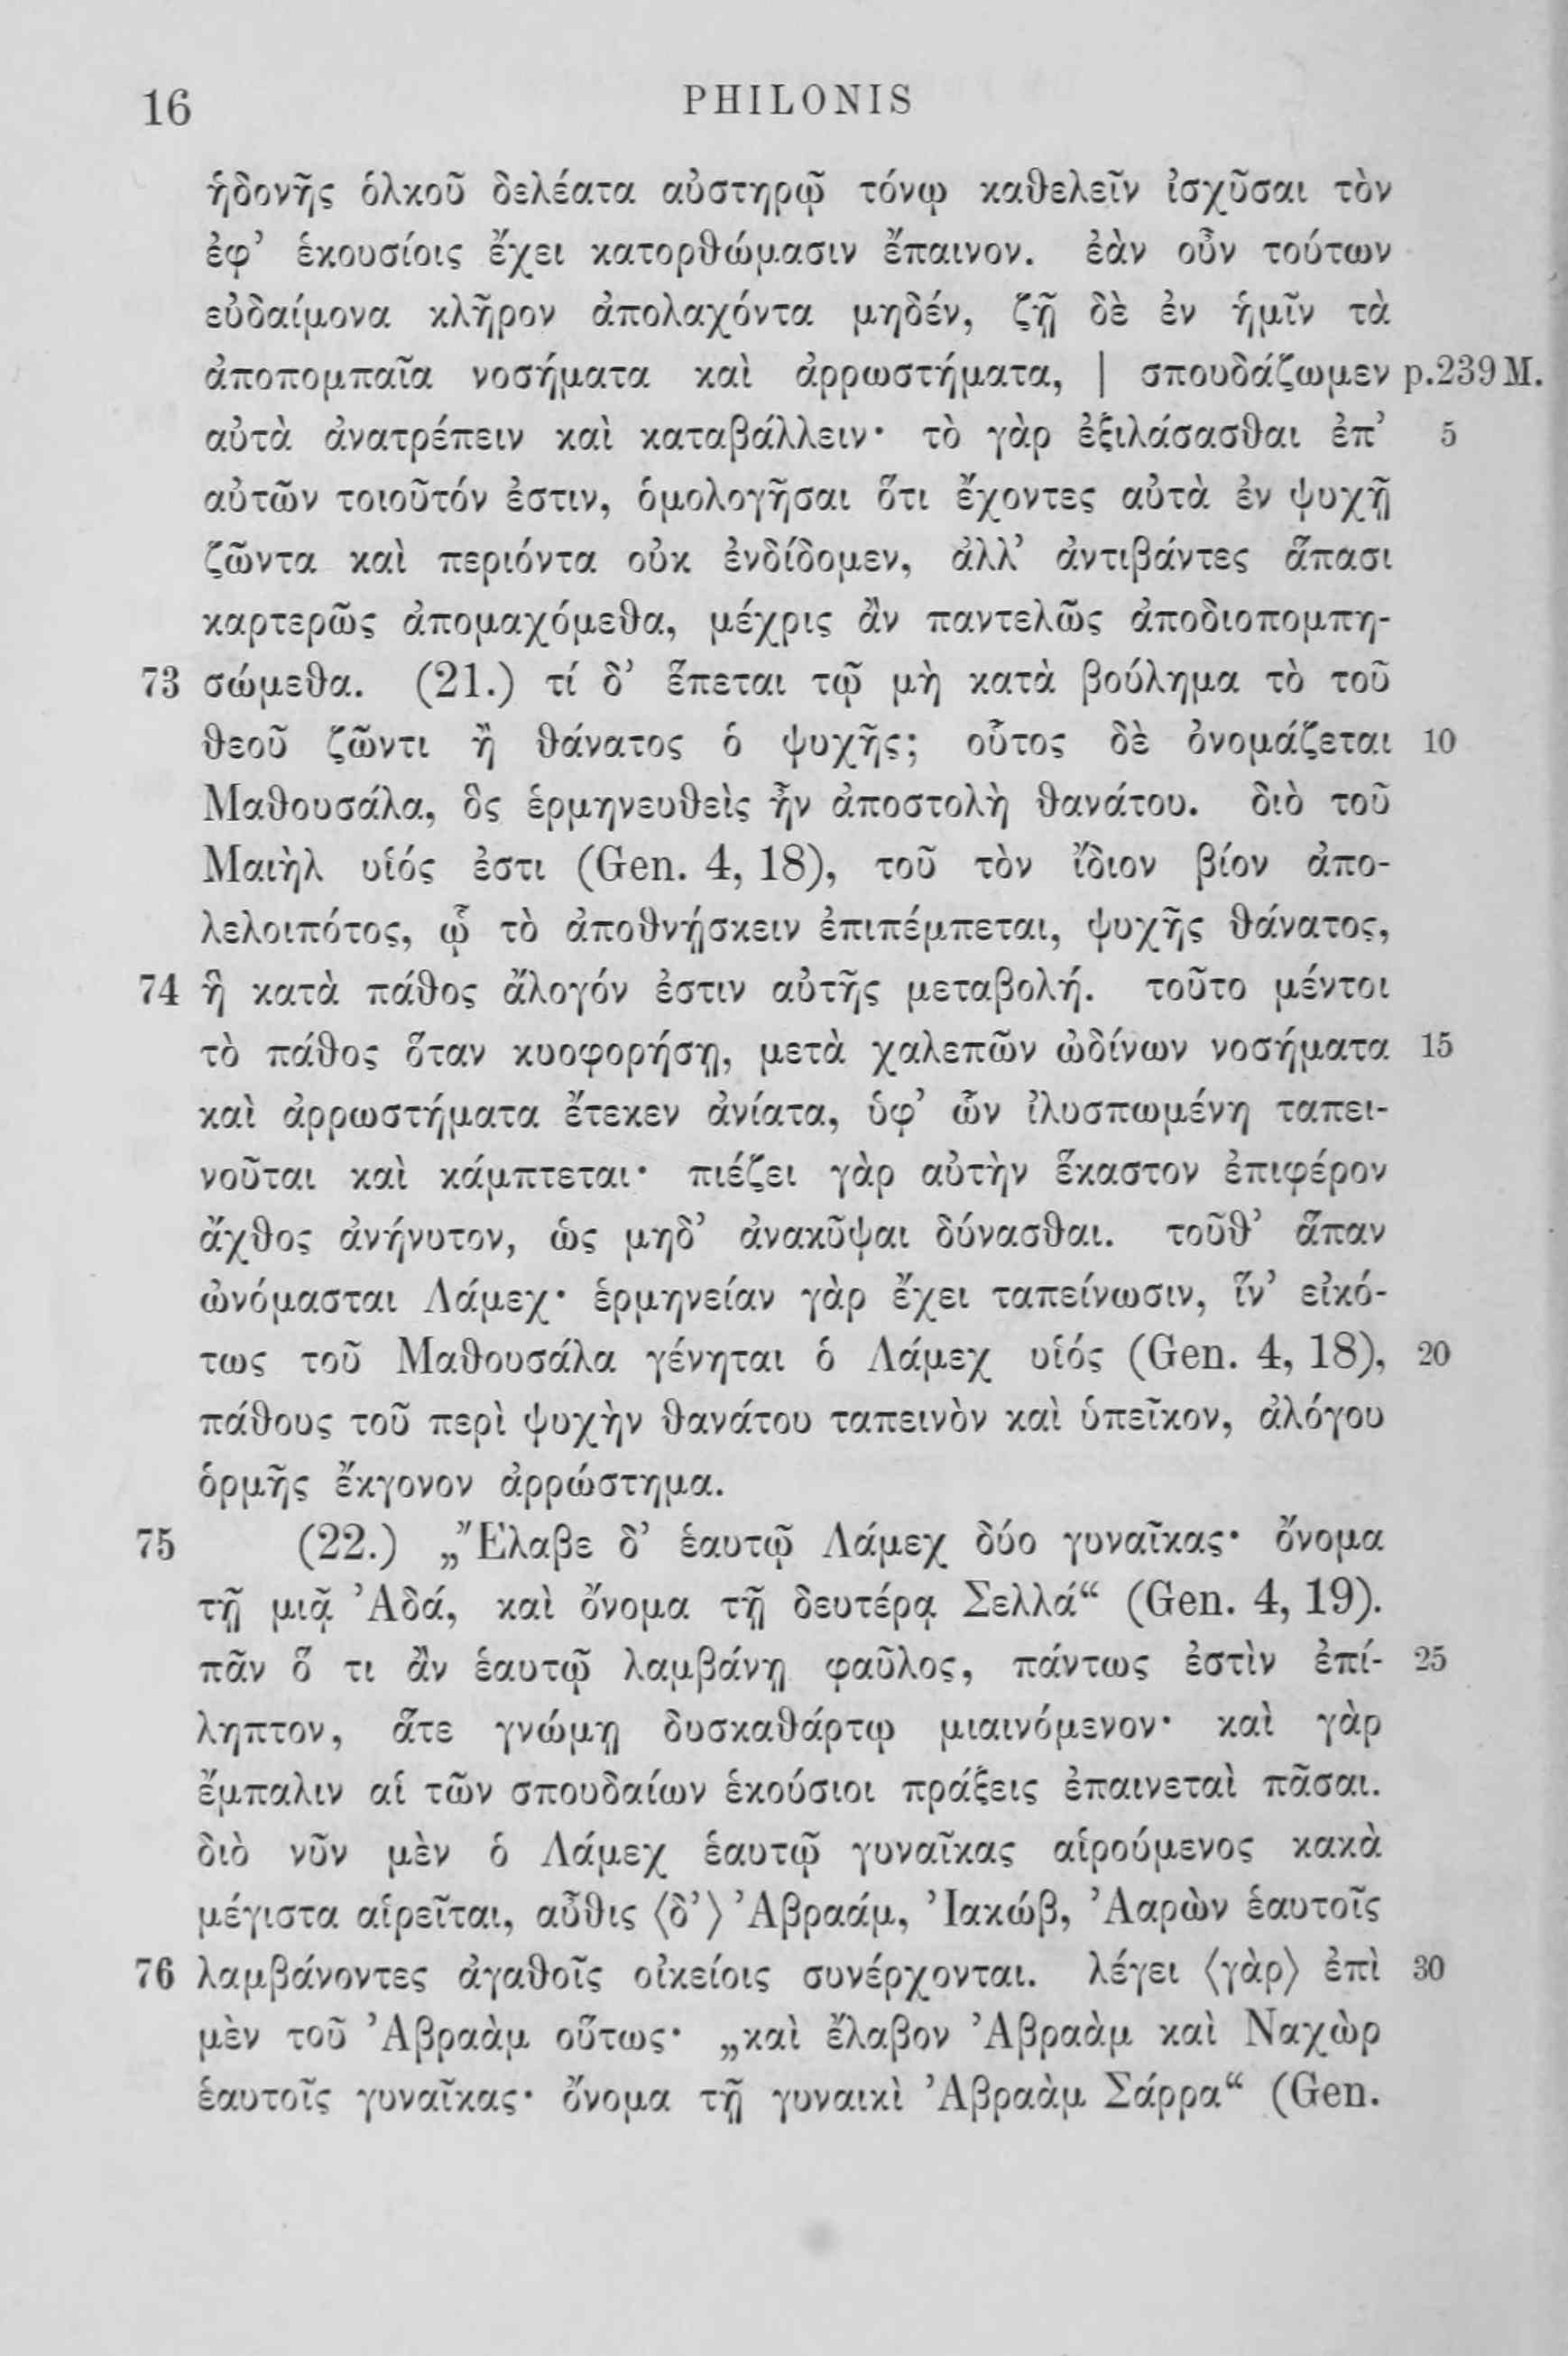 16 PHILONIS
ἡδονῆς ὁλκοῦ δελέατα αὐστηρῷ τόνῳ καθελεῖν ἰσχῦσαι τὸν
ἐφ’ ἑκουσίοις ἔχει κατορθώμασιν ἔπαινον. ἐὰν οὖν τούτων
εὐδαίμονα κλῆρον ἀπολαχόντα μηδέν, ζῇ δὲ ἐν ἡμῖν τὰ
ἀποπομπαῖα νοσήματα καὶ ἀρρωστήματα, | σπουδάζωμεν p.239 M.
αὐτὰ ἀνατρέπειν καὶ καταβάλλειν· τὸ γὰρ ἐξιλάσασθαι ἐπ’ 5
αὐτῶν τοιοῦτόν ἐστιν, ὁμολογῆσαι ὅτι ἔχοντες αὐτὰ ἐν ψυχῇ
ζῶντα καὶ περιόντα οὐκ ἐνδίδομεν, ἀλλ’ ἀντιβάντες ἅπασι
καρτερῶς ἀπομαχόμεθα, μέχρις ἂν παντελῶς ἀποδιοπομπη-
73 σώμεθα. (21.) τί δ’ ἕπεται τῷ μὴ κατὰ βούλημα τὸ τοῦ
θεοῦ ζῶντι ἢ θάνατος ὁ ψυχῆς; οὗτος δὲ ὀνομάζεται 10
Μαθουσάλα, ὃς ἑρμηνευθεὶς ἦν ἀποστολὴ θανάτου. διὸ τοῦ
Μαιὴλ υἱός ἐστι (Gen. 4, 18), τοῦ τὸν ἴδιον βίον ἀπο-
λελοιπότος, ᾧ τὸ ἀποθνῄσκειν ἐπιπέμπεται, ψυχῆς θάνατος,
74 ἣ κατὰ πάθος ἄλογόν ἐστιν αὐτῆς μεταβολή. τοῦτο μέντοι
τὸ πάθος ὅταν κυοφορήσῃ, μετὰ χαλεπῶν ὠδίνων νοσήματα 15
καὶ ἀρρωστήματα ἔτεκεν ἀνίατα, ὑφ’ ὧν ἰλυσπωμένη ταπει-
νοῦται καὶ κάμπτεται· πιέζει γὰρ αὐτὴν ἕκαστον ἐπιφέρον
ἄχθος ἀνήνυτον, ὡς μηδ’ ἀνακῦψαι δύνασθαι. τοῦθ’ ἅπαν
ὠνόμασται Λάμεχ· ἑρμηνείαν γὰρ ἔχει ταπείνωσιν, ἵν’ εἰκό-
τως τοῦ Μαθουσάλα γένηται ὁ Λάμεχ υἱός (Gen. 4, 18), 20
πάθους τοῦ περὶ ψυχὴν θανάτου ταπεινὸν καὶ ὑπεῖκον, ἀλόγου
ὁρμῆς ἔκγονον ἀρρώστημα.
75 (22.) „Ἔλαβε δ’ ἑαυτῷ Λάμεχ δύο γυναῖκας· ὄνομα
τῇ μιᾷ Ἀδά, καὶ ὄνομα τῇ δευτέρᾳ Σελλά“ (Gen. 4, 19).
πᾶν ὅ τι ἂν ἑαυτῷ λαμβάνῃ φαῦλος, πάντως ἐστὶν ἐπί- 25
ληπτον, ἅτε γνώμῃ δυσκαθάρτῳ μιαινόμενον· καὶ γὰρ
ἔμπαλιν αἱ τῶν σπουδαίων ἑκούσιοι πράξεις ἐπαινεταὶ πᾶσαι.
διὸ νῦν μὲν ὁ Λάμεχ ἑαυτῷ γυναῖκας αἱρούμενος κακὰ
μέγιστα αἱρεῖται, αὖθις ⟨δ’⟩ Ἀβραάμ, Ἰακώβ, Ἀαρὼν ἑαυτοῖς
76 λαμβάνοντες ἀγαθοῖς οἰκείοις συνέρχονται. λέγει ⟨γὰρ⟩ ἐπὶ 30
μὲν τοῦ Ἀβραὰμ οὕτως· „καὶ ἔλαβον Ἀβραὰμ καὶ Ναχὼρ
ἑαυτοῖς γυναῖκας· ὄνομα τῇ γυναικὶ Ἀβραὰμ Σάρρα“ (Gen.